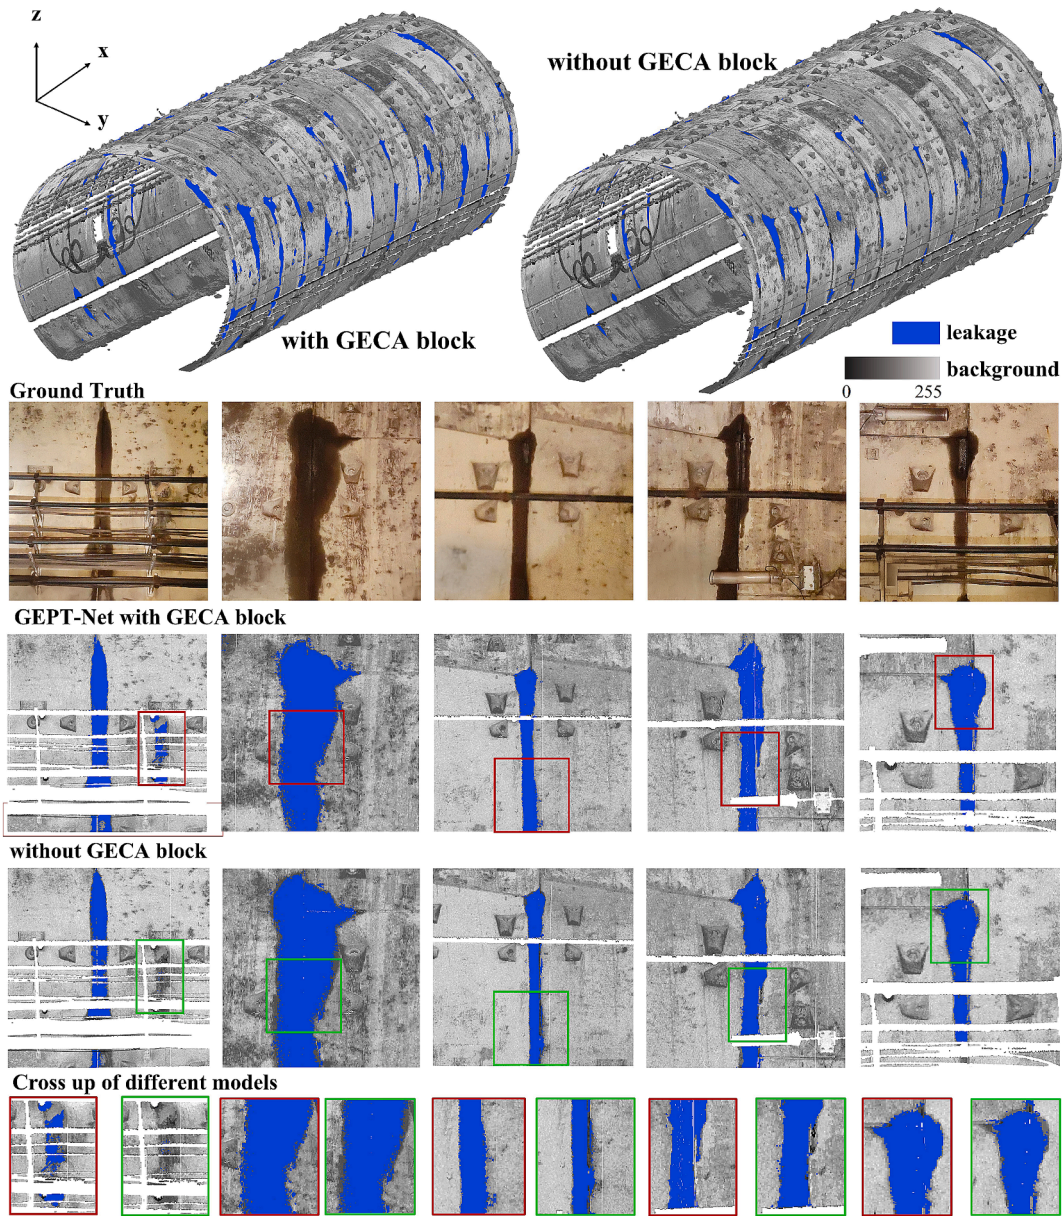 z
x
y
without GECA block
with GECA block
leakage
background
0 255
Ground Truth
GEPT-Net with GECA block
without GECA block
Cross up of different models